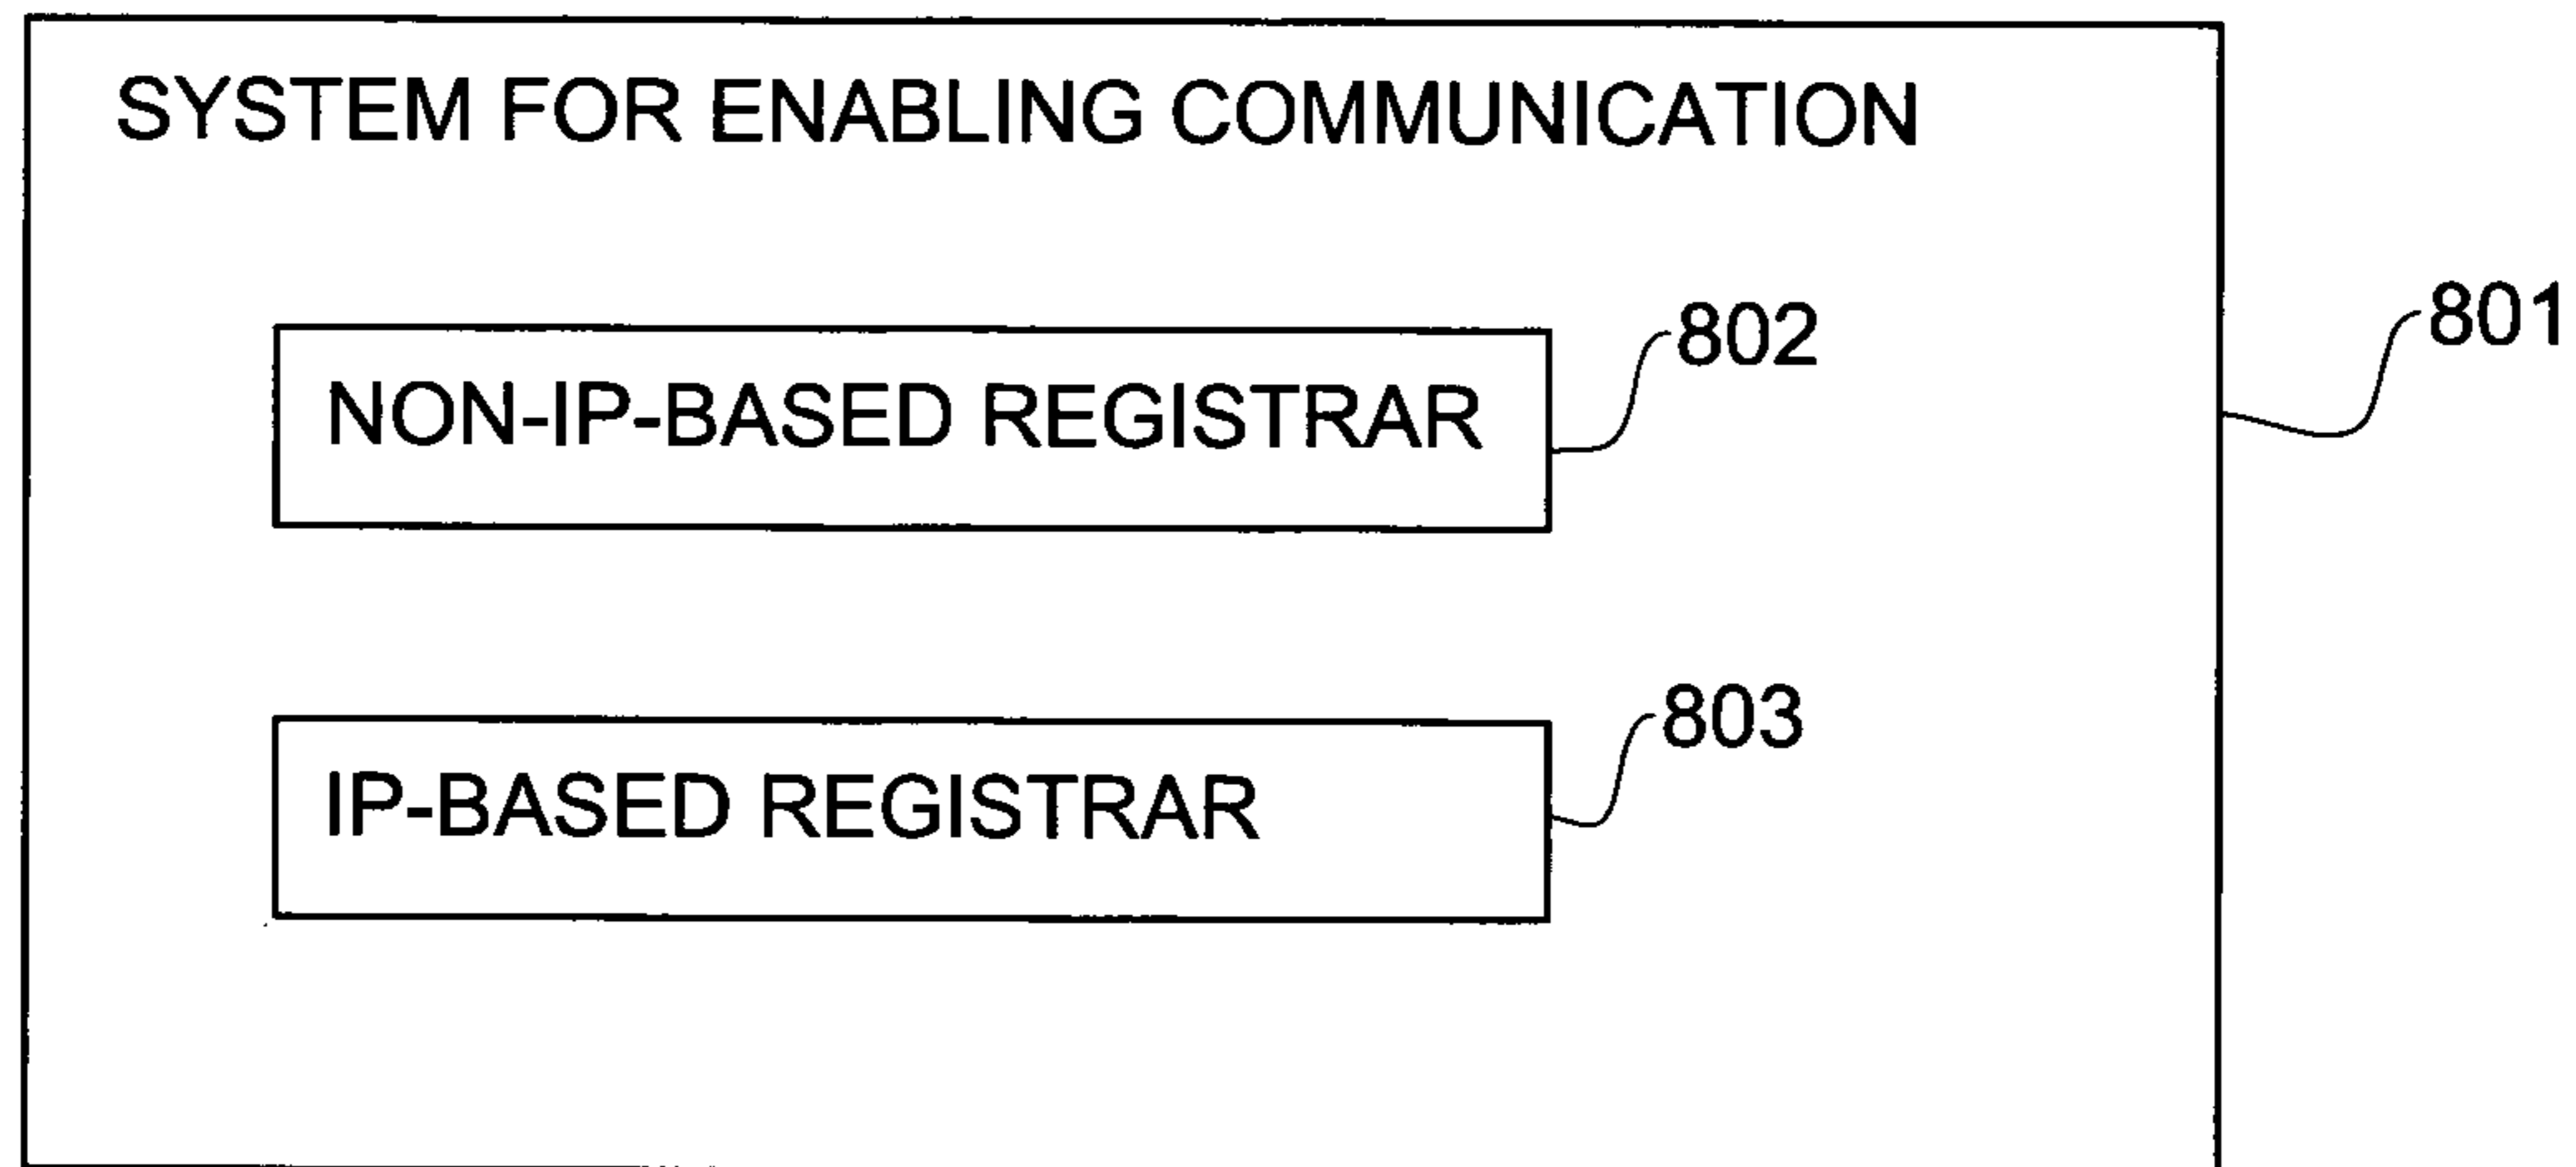 SYSTEM FOR ENABLING COMMUNICATION
801
802
NON-IP-BASED REGISTRAR
803
IP-BASED REGISTRAR